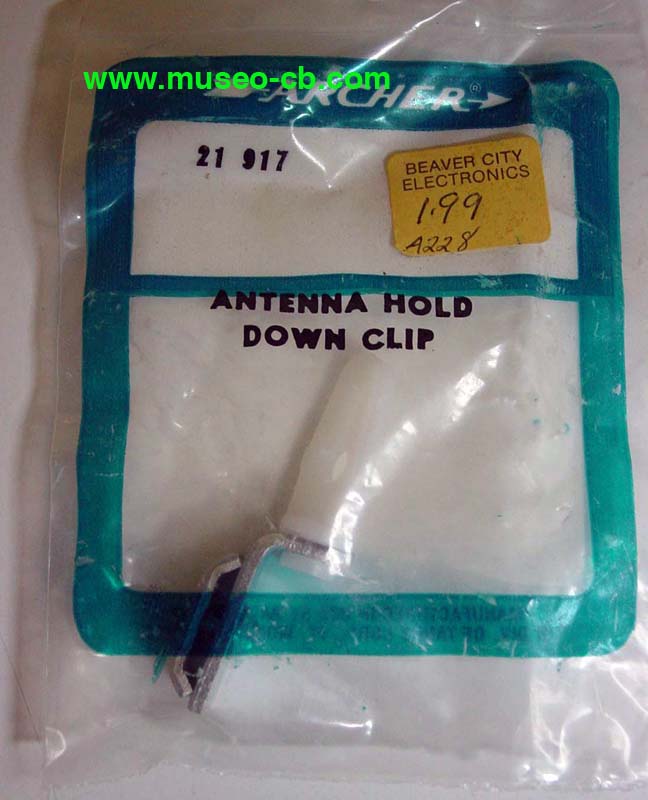 www.museo-cb.com
ARCHER®
21 917
BEAVER CITY
ELECTRONICS
1.99
A228
ANTENNA HOLD
DOWN CLIP